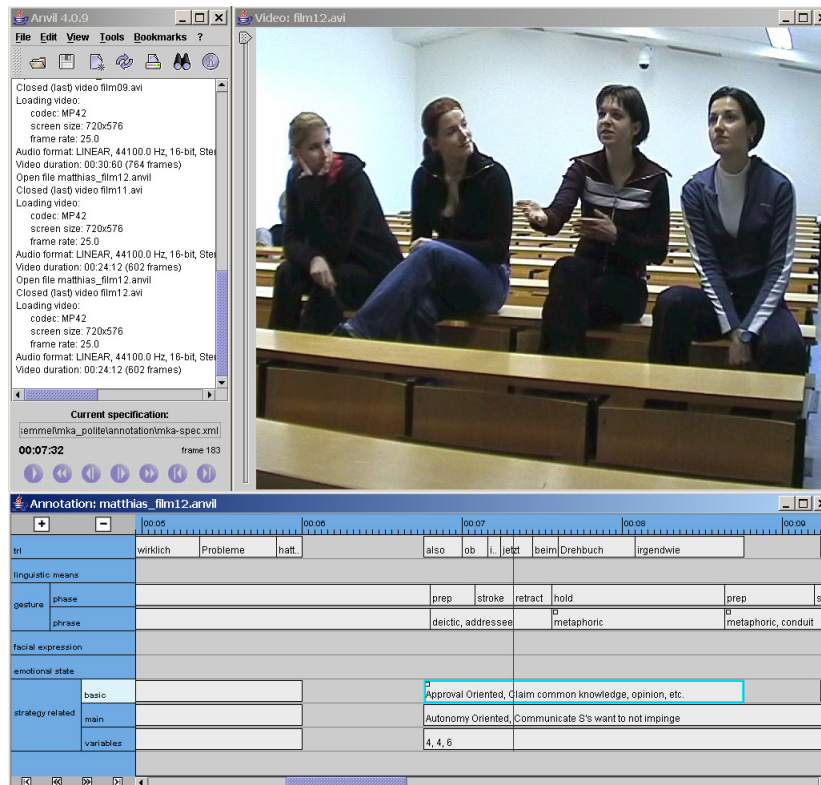 Anvil 4.0.9
File Edit View Tools Bookmarks ?
Closed (last) video film09.avi
Loading video:
codec: MP42
screen size: 720x576
frame rate: 25.0
Audio format: LINEAR, 44100.0 Hz, 16-bit, Ster
Video duration: 00:30:60 (764 frames)
Open file matthias_film12.anvil
Closed (last) video film11.avi
Loading video:
codec: MP42
screen size: 720x576
frame rate: 25.0
Audio format: LINEAR, 44100.0 Hz, 16-bit, Ster
Video duration: 00:24:12 (602 frames)
Open file matthias_film12.anvil
Closed (last) video film12.avi
Loading video:
codec: MP42
screen size: 720x576
frame rate: 25.0
Audio format: LINEAR, 44100.0 Hz, 16-bit, Ster
Video duration: 00:24:12 (602 frames)
Current specification:
semmel\mka_polite\annotation\mka-spec.xml
00:07:32 frame 183
Video: film12.avi
Annotation: matthias_film12.anvil
+ - 00:05 00:06 00:07 00:08 00:09
trl wirklich Probleme hatt.. also ob i.. jetzt beim Drehbuch irgendwie
linguistic means
gesture phase prep stroke retract hold prep s
phrase deictic, addressee metaphoric metaphoric, conduit
facial expression
emotional state
strategy related basic Approval Oriented, Claim common knowledge, opinion, etc.
main Autonomy Oriented, Communicate S's want to not impinge
variables 4, 4, 6